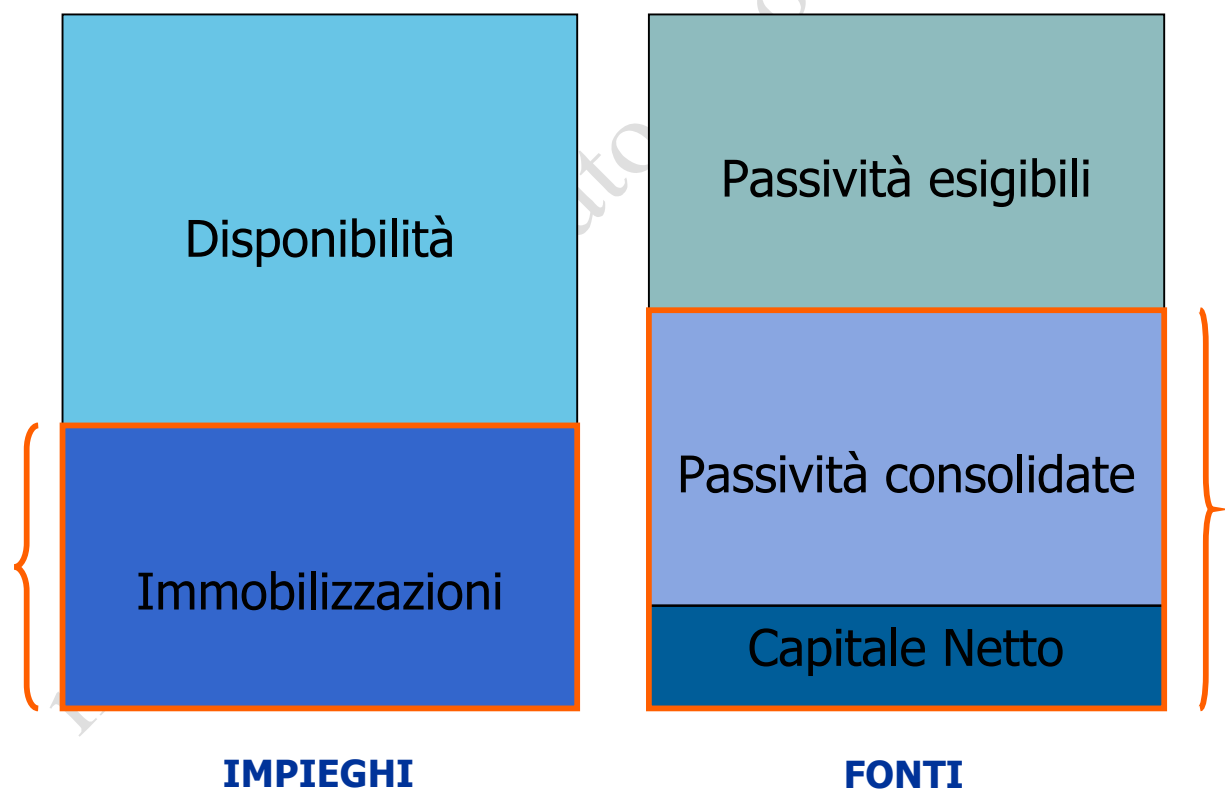 Disponibilità
Immobilizzazioni
IMPIEGHI
Passività esigibili
Passività consolidate
Capitale Netto
FONTI